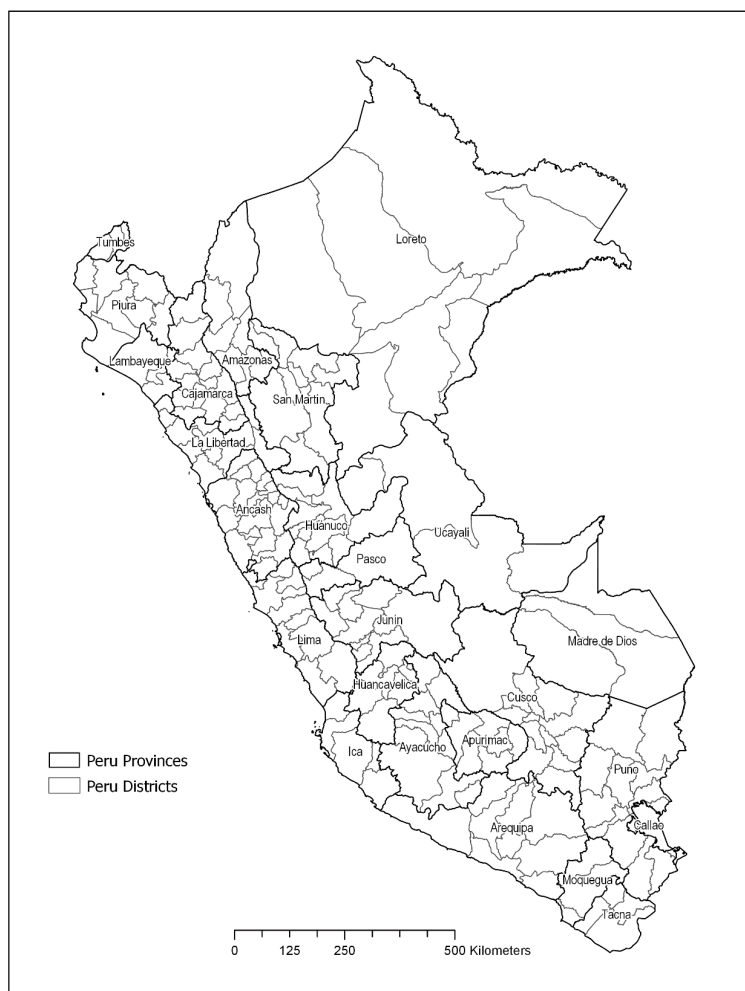 Loreto
Tumbes
Piura
Lambayeque
Amazonas
Cajamarca
San Martin
La Libertad
Ancash
Huanuco
Ucayali
Pasco
Junin
Lima
Madre de Dios
Huancavelica
Cusco
Ica
Ayacucho
Apurimac
Puno
Arequipa
Callao
Moquegua
Tacna
Peru Provinces
Peru Districts
0 125 250 500 Kilometers